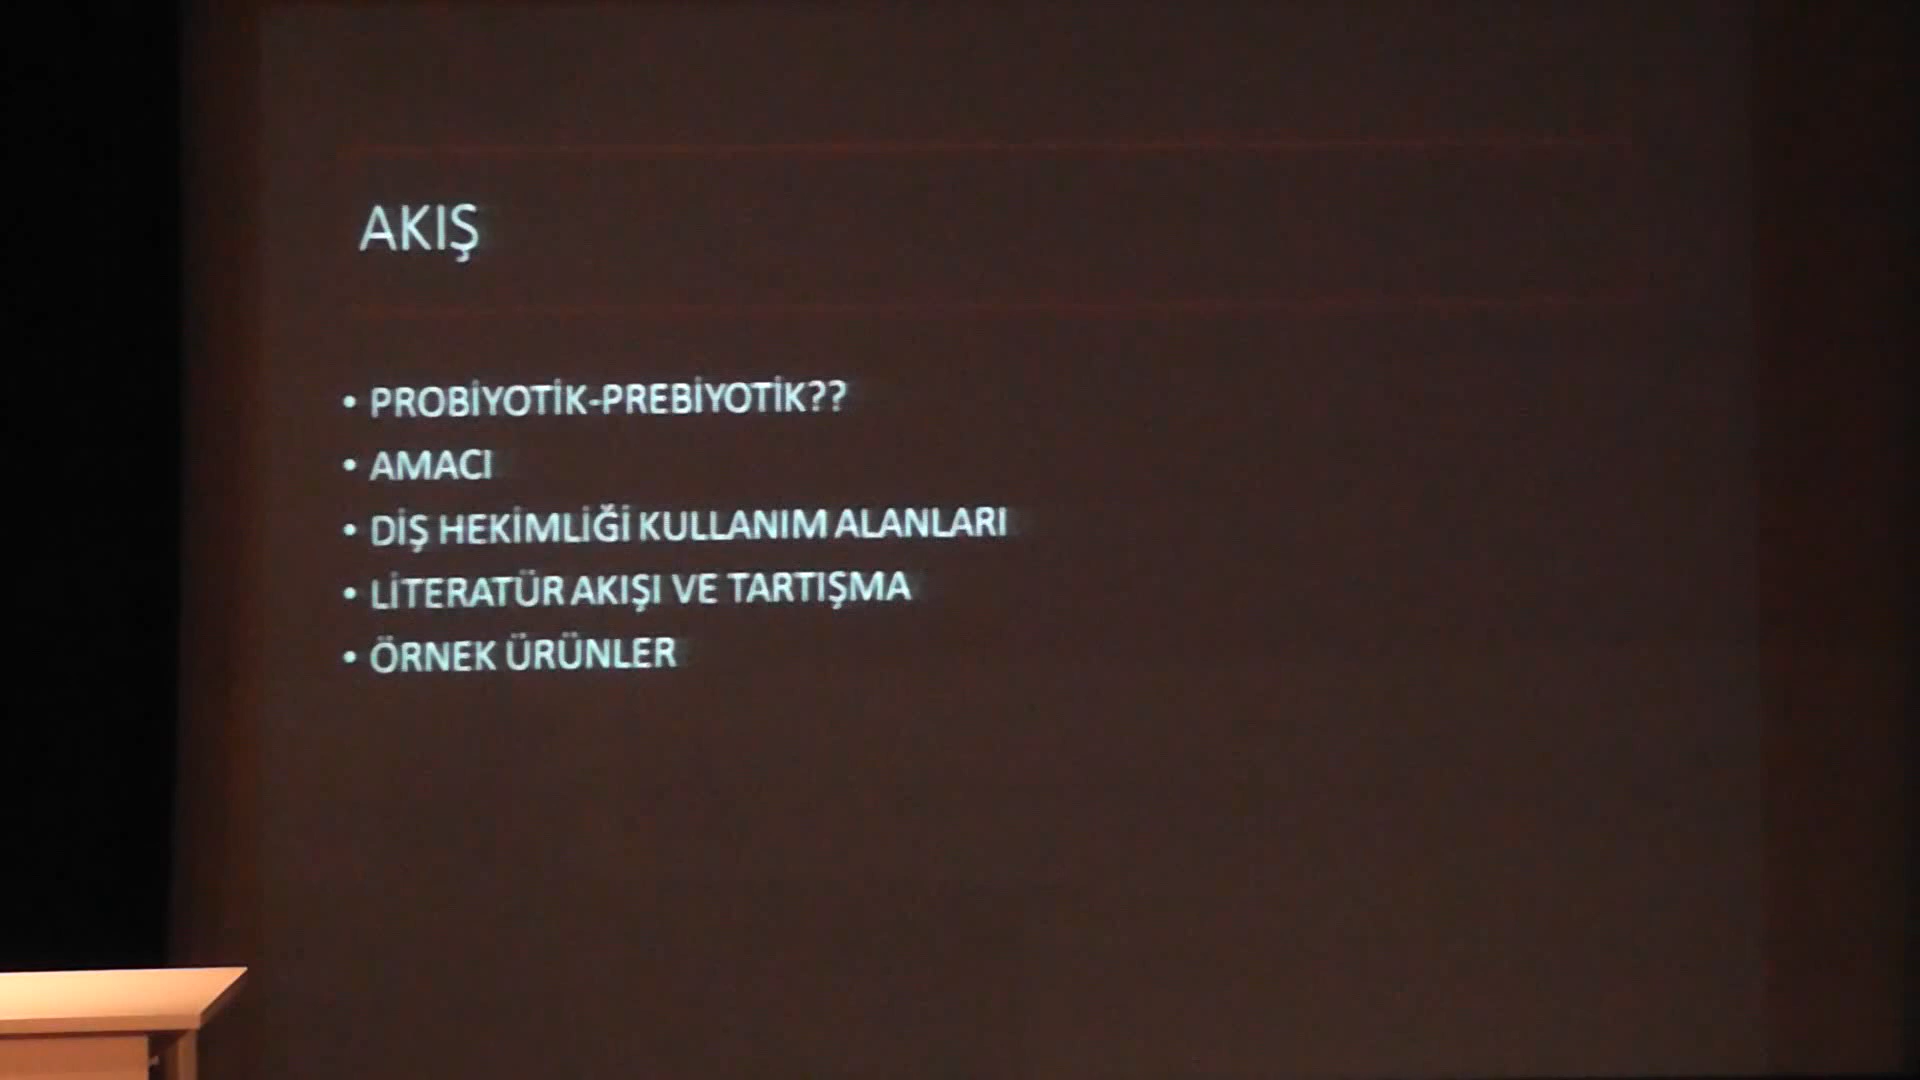 AKIŞ
• PROBİYOTİK-PREBİYOTİK??
• AMACI
• DİŞ HEKİMLİĞİ KULLANIM ALANLARI
• LİTERATÜR AKIŞI VE TARTIŞMA
• ÖRNEK ÜRÜNLER